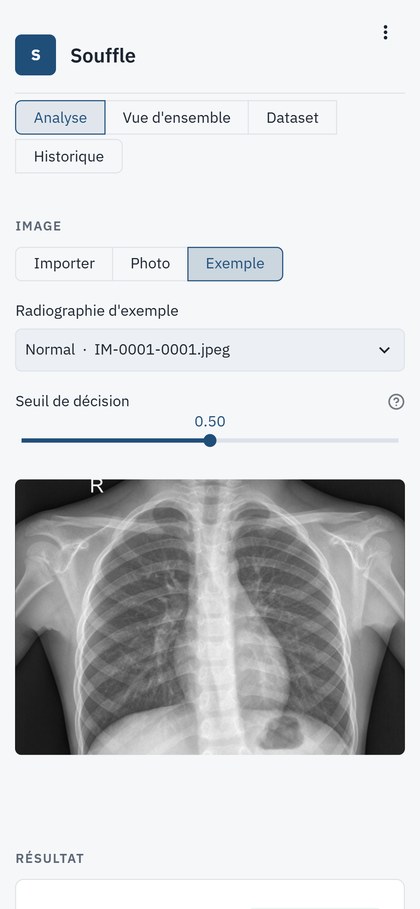 S Souffle
Analyse Vue d'ensemble Dataset
Historique
IMAGE
Importer Photo Exemple
Radiographie d'exemple
Normal · IM-0001-0001.jpeg
Seuil de décision
0.50
R
RÉSULTAT